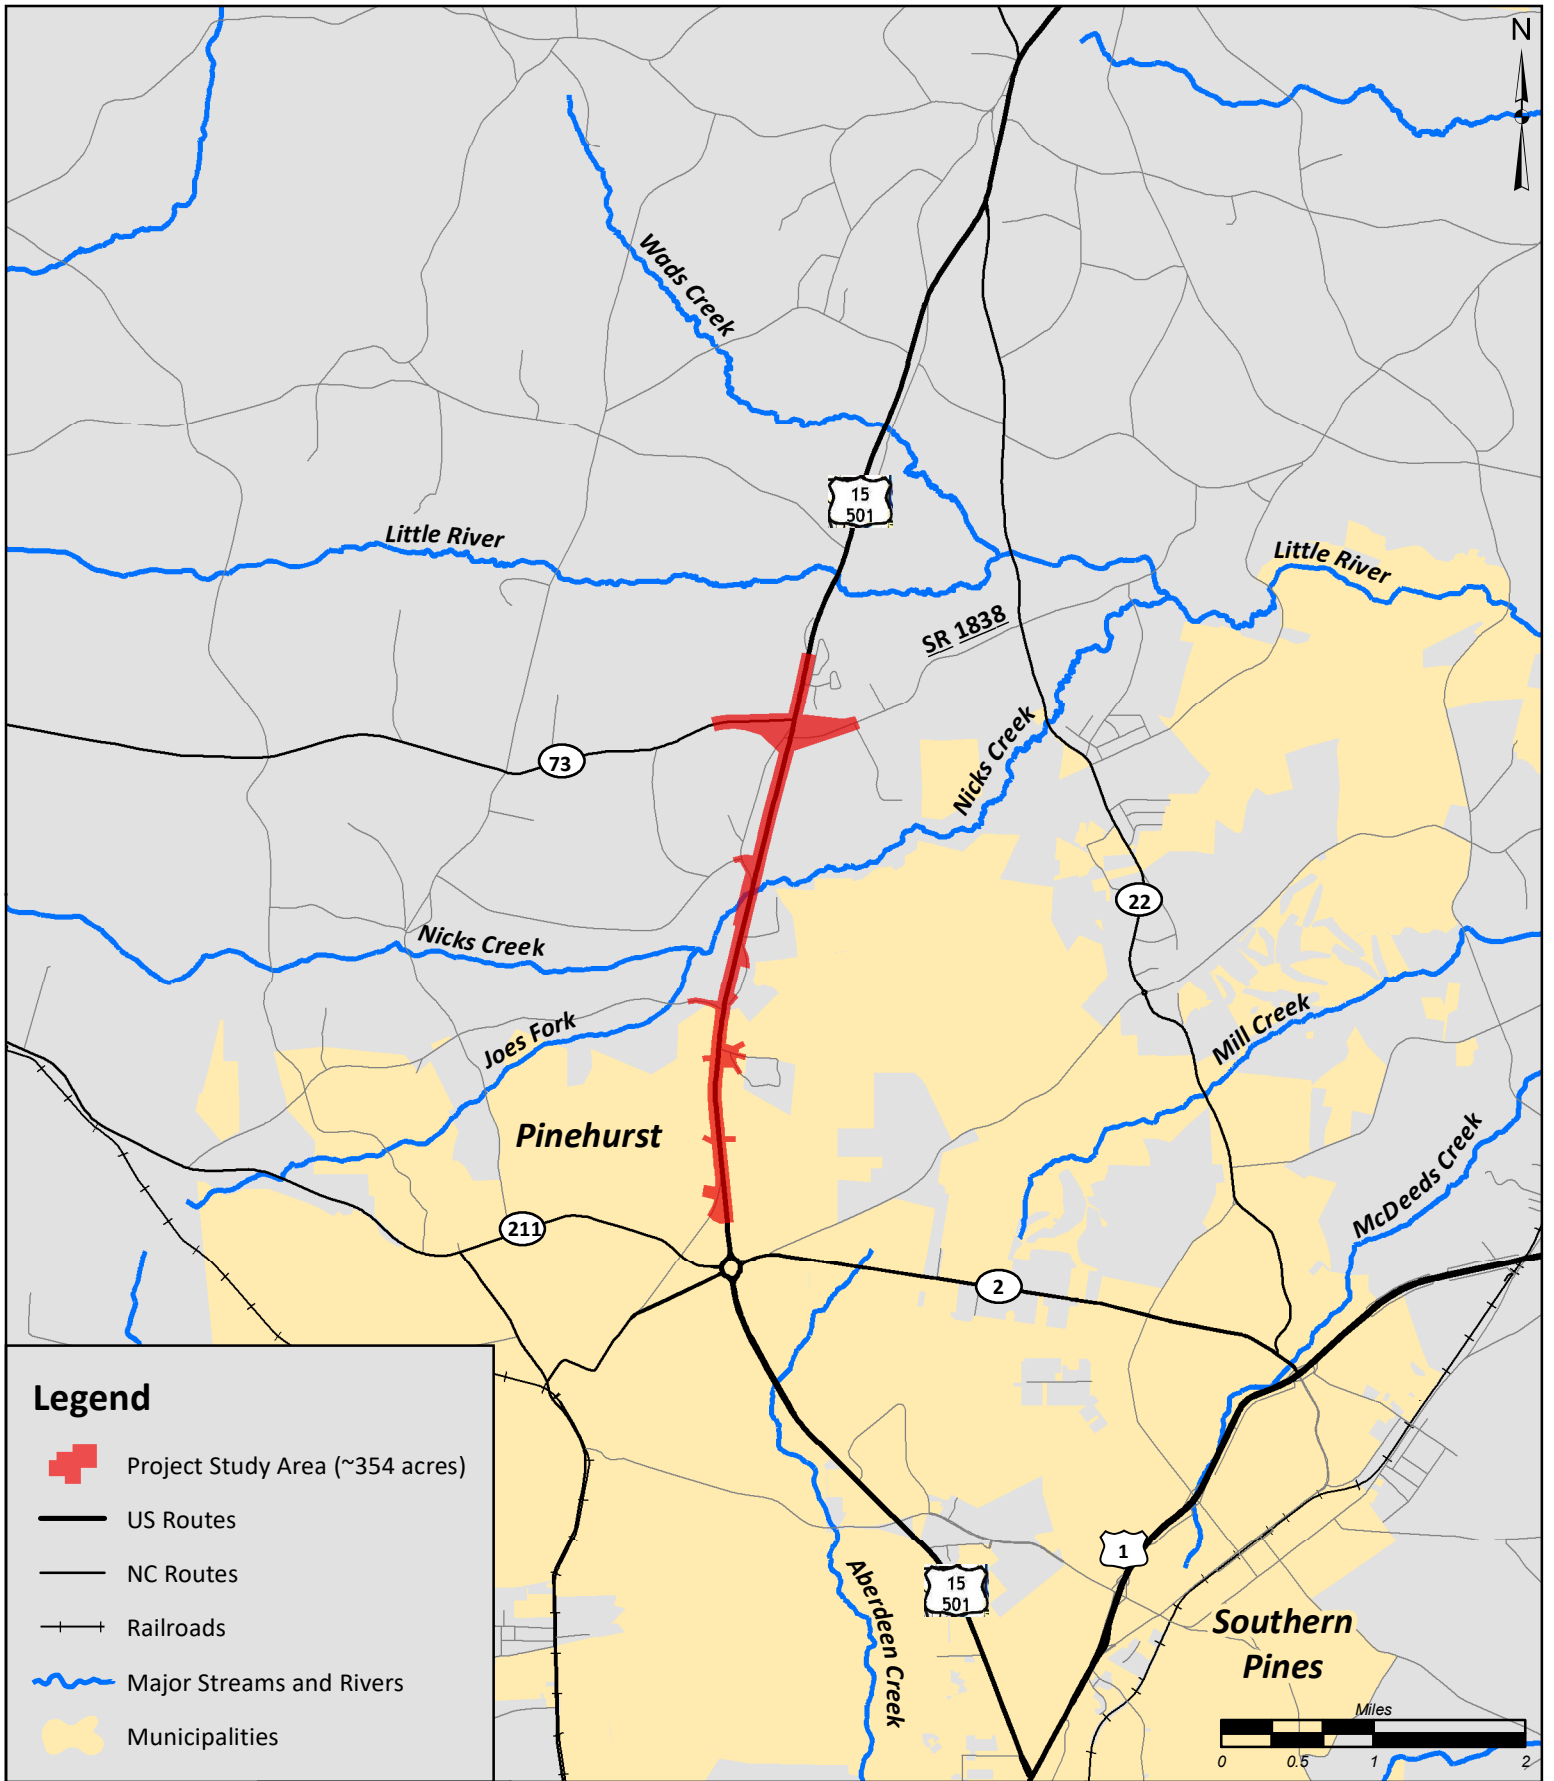 N
Wads Creek
15
501
Little River
Little River
SR 1838
Nicks Creek
73
22
Nicks Creek
Joes Fork
Mill Creek
Pinehurst
McDeeds Creek
211
2
Legend
Project Study Area (~354 acres)
US Routes
NC Routes
Railroads
Major Streams and Rivers
Municipalities
1
15
501
Aberdeen Creek
Southern
Pines
Miles
0
0.5
1
2